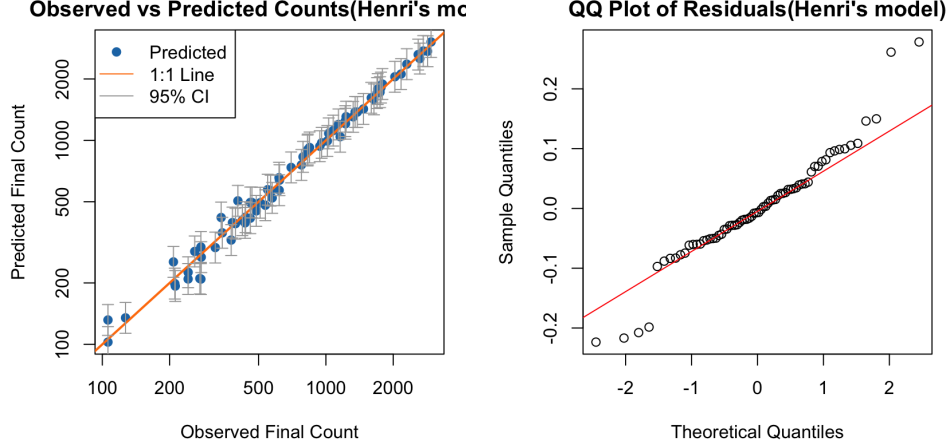 Observed vs Predicted Counts(Henri's mo
Predicted
1:1 Line
95% CI
Predicted Final Count
100
200
500
1000
2000
100
200
500
1000
2000
Observed Final Count
QQ Plot of Residuals(Henri's model)
Sample Quantiles
-0.2
-0.1
0.0
0.1
0.2
-2
-1
0
1
2
Theoretical Quantiles